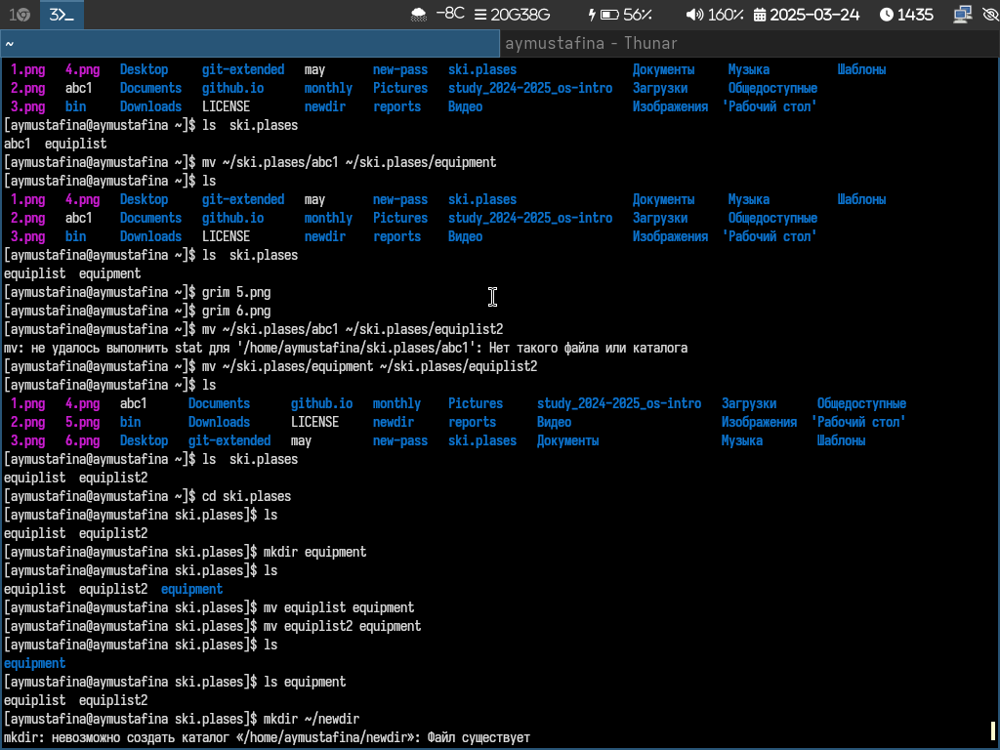 1 3>_ -8C 20G38G 56% 160% 2025-03-24 1435
~ aymustafina - Thunar
1.png 4.png Desktop git-extended may new-pass ski.plases Документы Музыка Шаблоны
2.png abc1 Documents github.io monthly Pictures study_2024-2025_os-intro Загрузки Общедоступные
3.png bin Downloads LICENSE newdir reports Видео Изображения 'Рабочий стол'
[aymustafina@aymustafina ~]$ ls  ski.plases
abc1  equiplist
[aymustafina@aymustafina ~]$ mv ~/ski.plases/abc1 ~/ski.plases/equipment
[aymustafina@aymustafina ~]$ ls
1.png 4.png Desktop git-extended may new-pass ski.plases Документы Музыка Шаблоны
2.png abc1 Documents github.io monthly Pictures study_2024-2025_os-intro Загрузки Общедоступные
3.png bin Downloads LICENSE newdir reports Видео Изображения 'Рабочий стол'
[aymustafina@aymustafina ~]$ ls  ski.plases
equiplist  equipment
[aymustafina@aymustafina ~]$ grim 5.png
[aymustafina@aymustafina ~]$ grim 6.png
[aymustafina@aymustafina ~]$ mv ~/ski.plases/abc1 ~/ski.plases/equiplist2
mv: не удалось выполнить stat для '/home/aymustafina/ski.plases/abc1': Нет такого файла или каталога
[aymustafina@aymustafina ~]$ mv ~/ski.plases/equipment ~/ski.plases/equiplist2
[aymustafina@aymustafina ~]$ ls
1.png 4.png abc1 Documents github.io monthly Pictures study_2024-2025_os-intro Загрузки Общедоступные
2.png 5.png bin Downloads LICENSE newdir reports Видео Изображения 'Рабочий стол'
3.png 6.png Desktop git-extended may new-pass ski.plases Документы Музыка Шаблоны
[aymustafina@aymustafina ~]$ ls  ski.plases
equiplist  equiplist2
[aymustafina@aymustafina ~]$ cd ski.plases
[aymustafina@aymustafina ski.plases]$ ls
equiplist  equiplist2
[aymustafina@aymustafina ski.plases]$ mkdir equipment
[aymustafina@aymustafina ski.plases]$ ls
equiplist  equiplist2  equipment
[aymustafina@aymustafina ski.plases]$ mv equiplist equipment
[aymustafina@aymustafina ski.plases]$ mv equiplist2 equipment
[aymustafina@aymustafina ski.plases]$ ls
equipment
[aymustafina@aymustafina ski.plases]$ ls equipment
equiplist  equiplist2
[aymustafina@aymustafina ski.plases]$ mkdir ~/newdir
mkdir: невозможно создать каталог «/home/aymustafina/newdir»: Файл существует